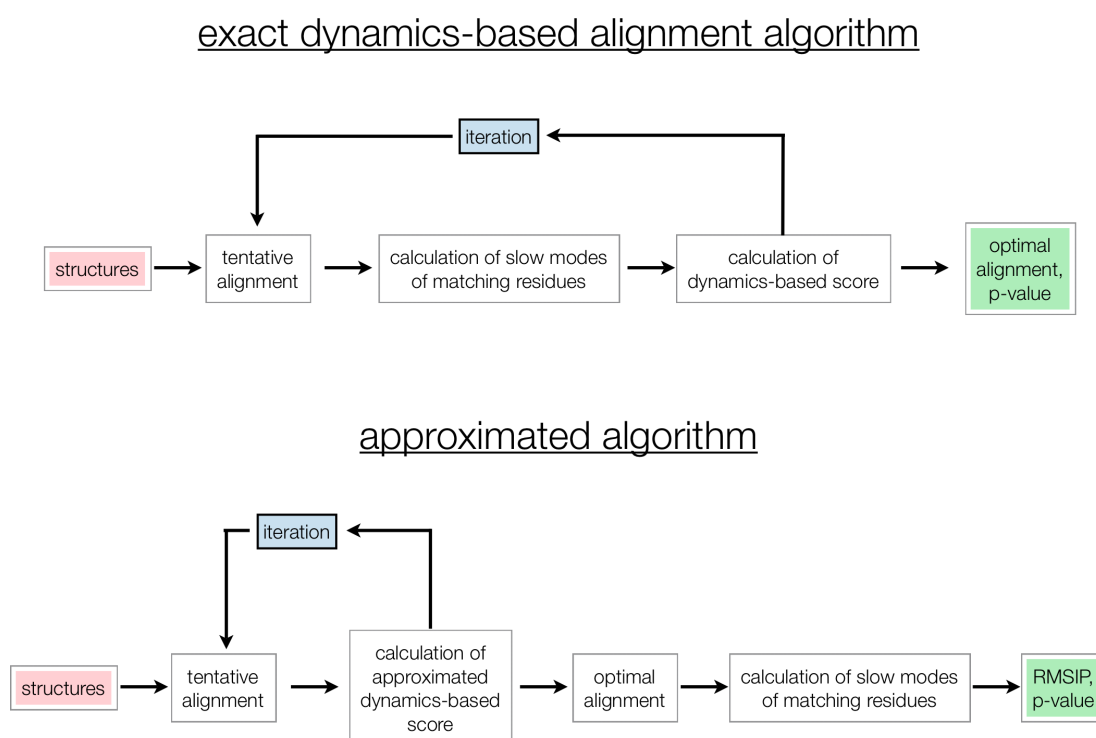 exact dynamics-based alignment algorithm
iteration
structures
tentative
alignment
calculation of slow modes
of matching residues
calculation of
dynamics-based score
optimal
alignment,
p-value
approximated algorithm
iteration
structures
tentative
alignment
calculation of
approximated
dynamics-based
score
optimal
alignment
calculation of slow modes
of matching residues
RMSIP,
p-value